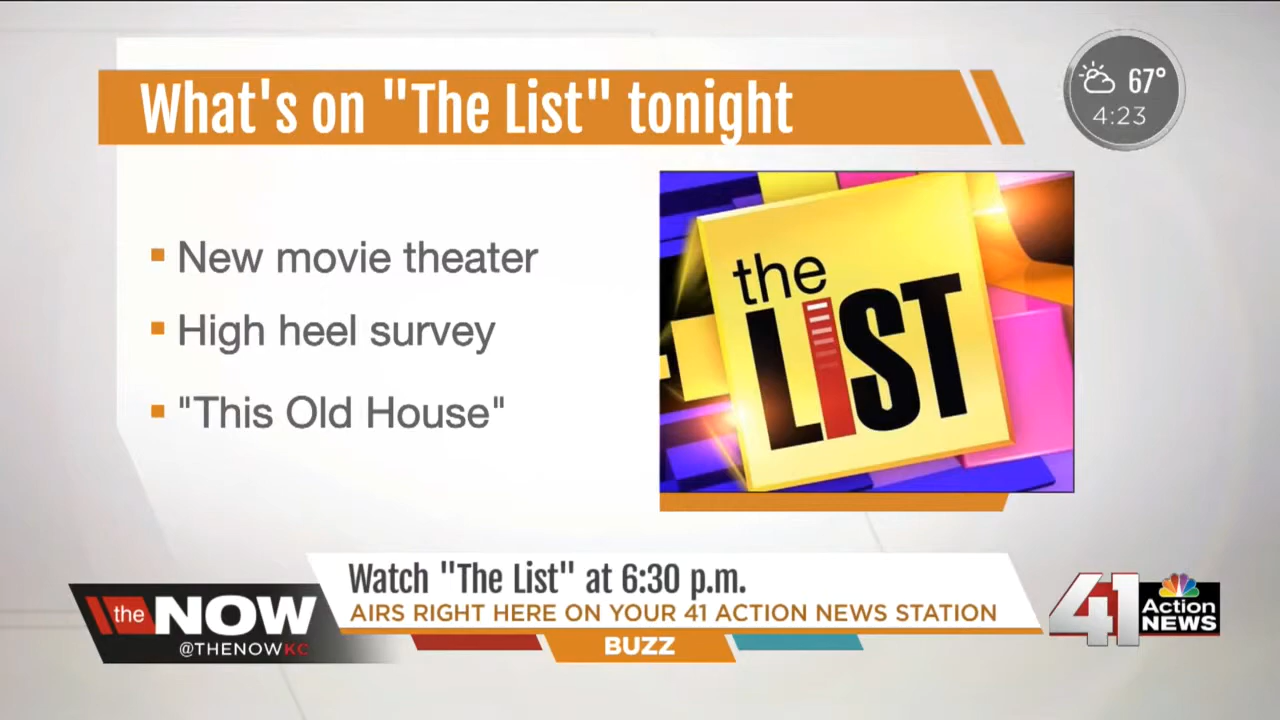 What's on "The List" tonight
67°
4:23
New movie theater
High heel survey
"This Old House"
the
LIST
Watch "The List" at 6:30 p.m.
AIRS RIGHT HERE ON YOUR 41 ACTION NEWS STATION
BUZZ
the NOW
@THENOWKC
41 Action
NEWS